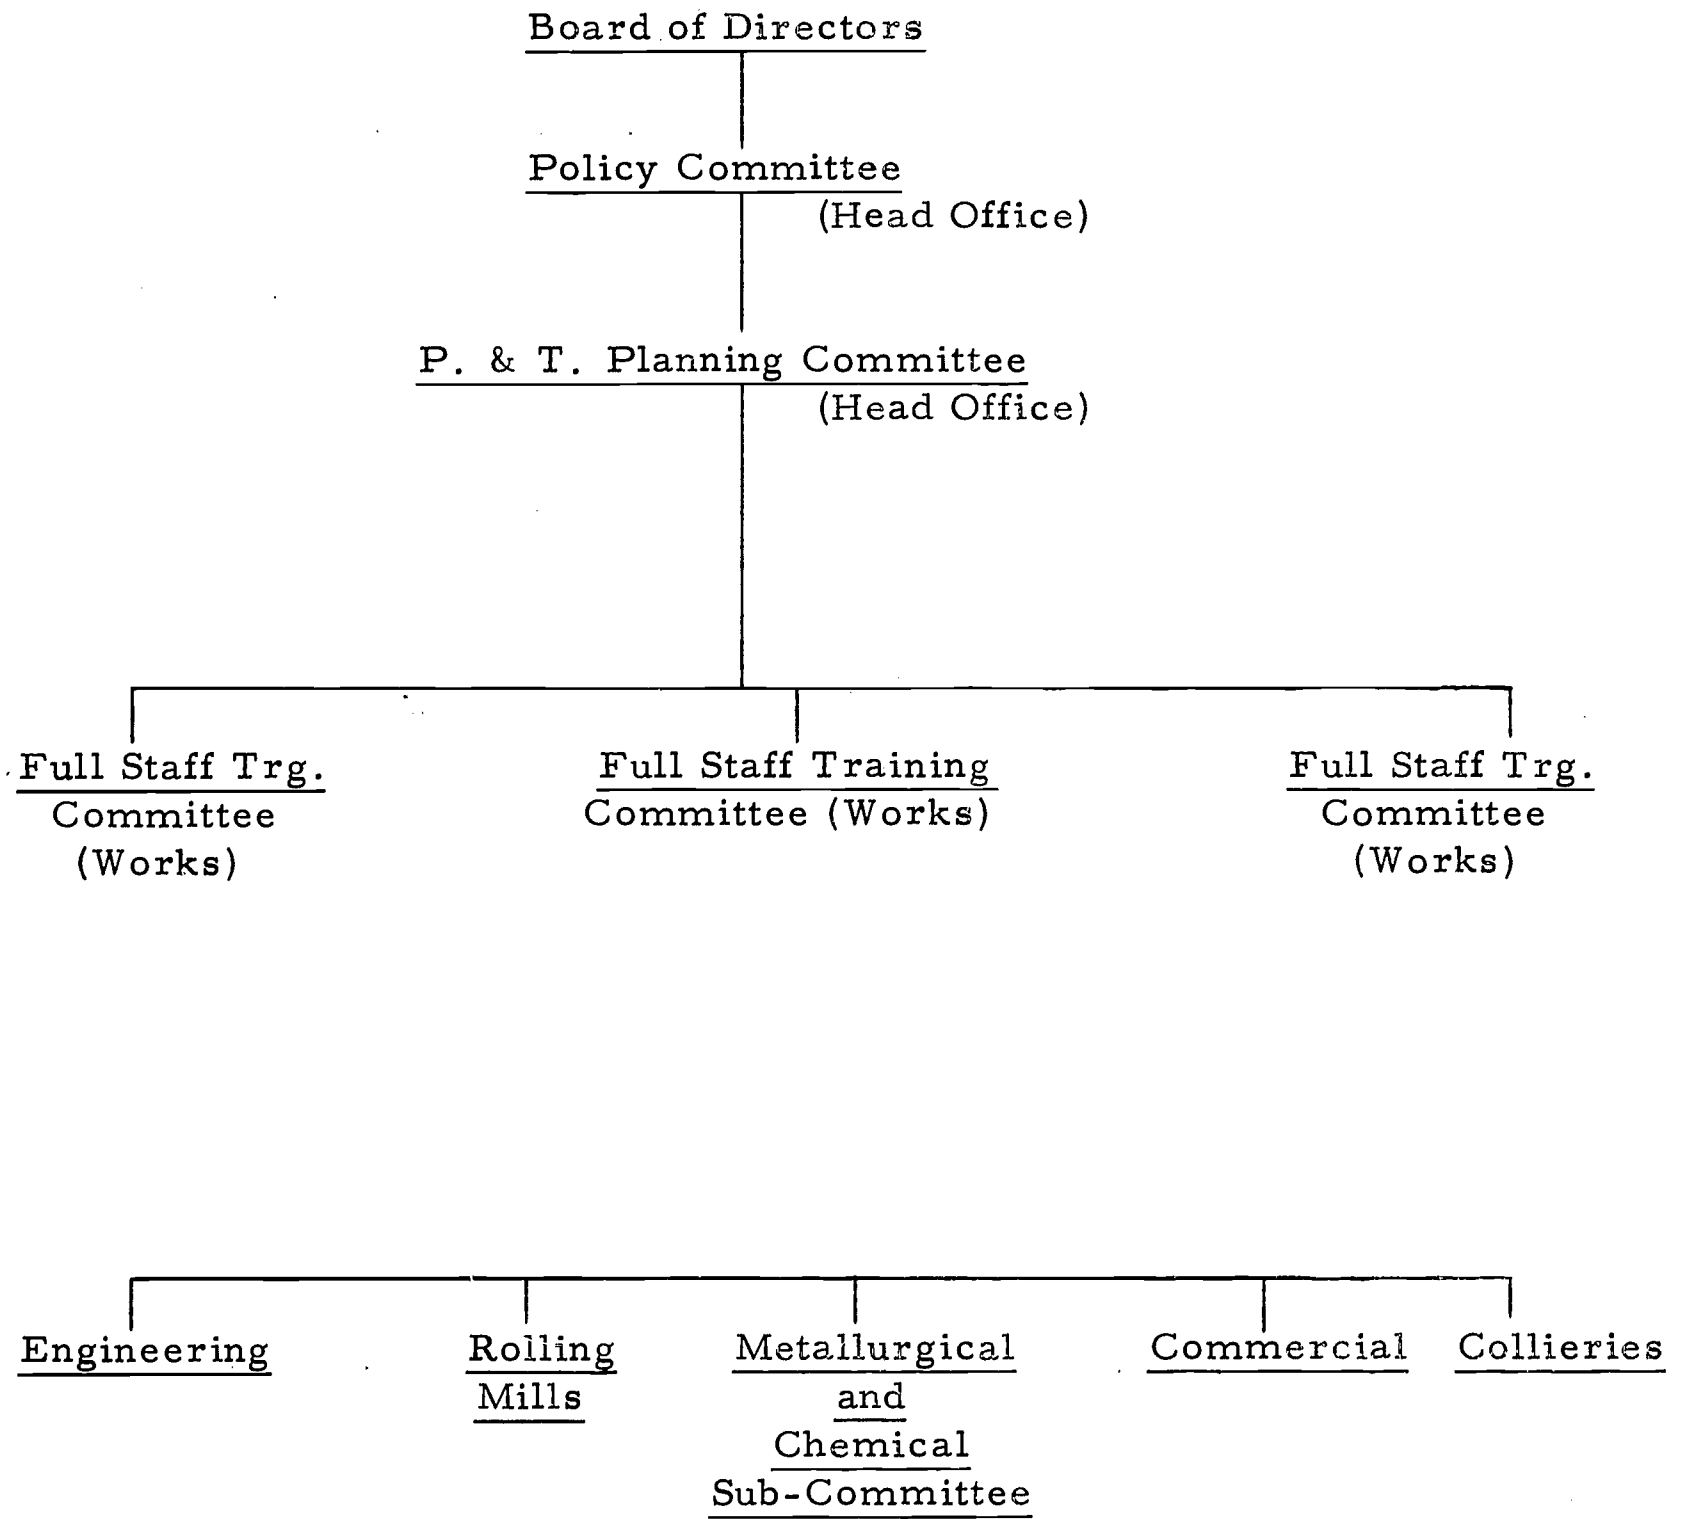 Board of Directors
Policy Committee
(Head Office)
P. & T. Planning Committee
(Head Office)
Full Staff Trg.
Committee
(Works)
Full Staff Training
Committee (Works)
Full Staff Trg.
Committee
(Works)
Engineering
Rolling
Mills
Metallurgical
and
Chemical
Sub-Committee
Commercial
Collieries